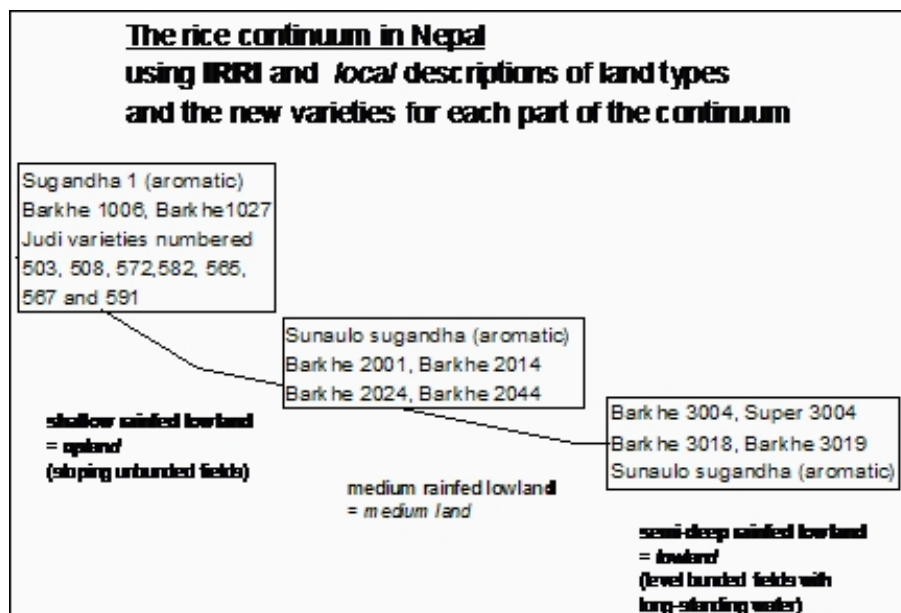 The rice continuum in Nepal
using IRRI and local descriptions of land types
and the new varieties for each part of the continuum
Sugandha 1 (aromatic)
Barkhe 1006, Barkhe1027
Judi varieties numbered
503, 508, 572,582, 565,
567 and 591
Sunaulo sugandha (aromatic)
Barkhe 2001, Barkhe 2014
Barkhe 2024, Barkhe 2044
Barkhe 3004, Super 3004
Barkhe 3018, Barkhe 3019
Sunaulo sugandha (aromatic)
shallow rainfed lowland
= upland
(sloping unbunded fields)
medium rainfed lowland
= medium land
semi-deep rainfed lowland
= lowland
(level bunded fields with
long-standing water)